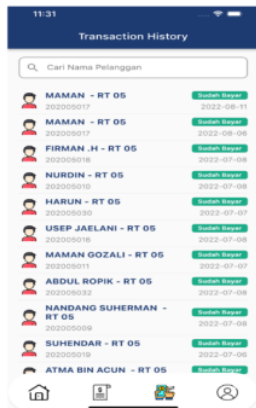 11:31
Transaction History
Cari Nama Pelanggan
MAMAN - RT 05
Sudah Bayar
202005017
2022-08-11
MAMAN - RT 05
Sudah Bayar
202005017
2022-08-06
FIRMAN .H - RT 05
Sudah Bayar
202005018
2022-07-08
NURDIN - RT 05
Sudah Bayar
202005010
2022-07-08
HARUN - RT 05
Sudah Bayar
202005030
2022-07-07
USEP JAELANI - RT 05
Sudah Bayar
202005016
2022-07-08
MAMAN GOZALI - RT 05
Sudah Bayar
202005011
2022-07-07
ABDUL ROPIK - RT 05
Sudah Bayar
202005032
2022-07-08
NANDANG SUHERMAN -
RT 05
Sudah Bayar
202005009
2022-07-08
SUHENDAR - RT 05
Sudah Bayar
202005019
2022-07-06
ATMA BIN ACUN - RT 05
Sudah Bayar